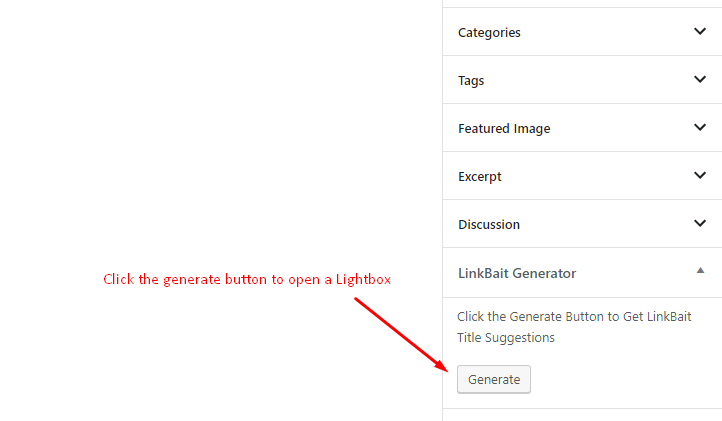 Categories
Tags
Featured Image
Excerpt
Discussion
LinkBait Generator
Click the generate button to open a Lightbox
Click the Generate Button to Get LinkBait
Title Suggestions
Generate